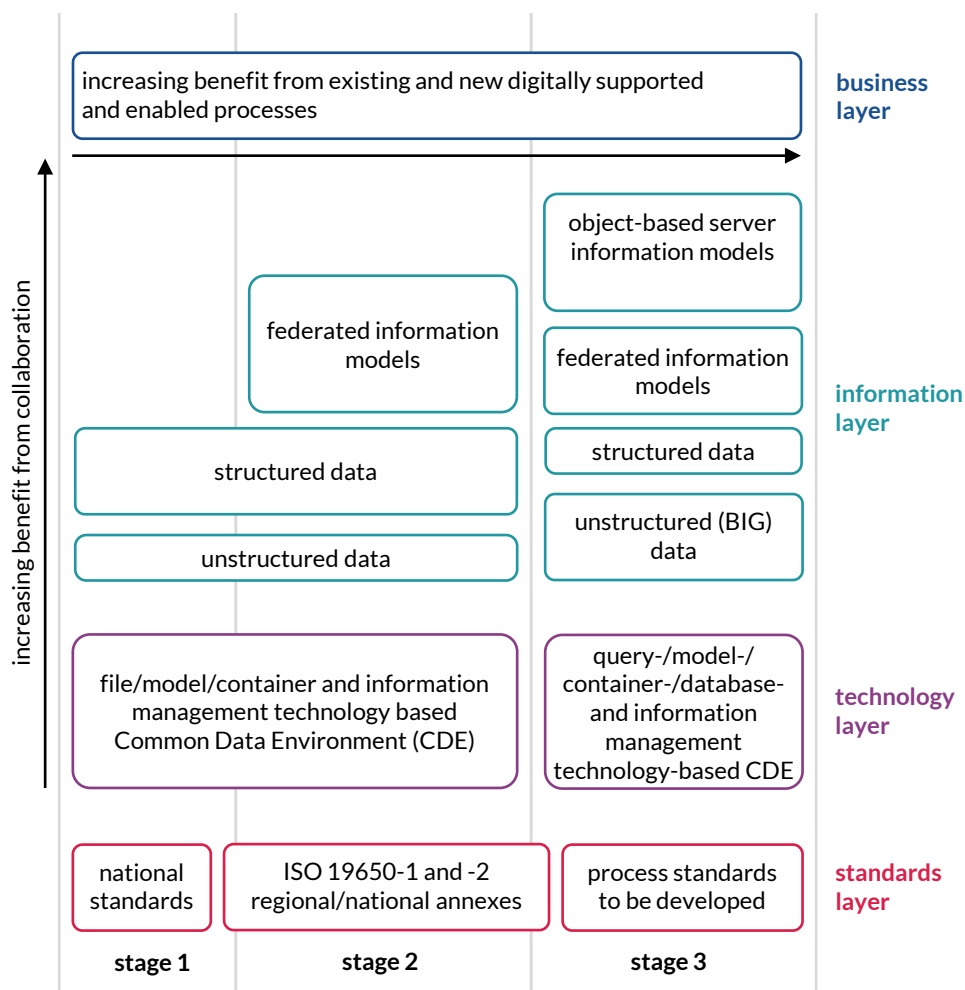 increasing benefit from existing and new digitally supported
and enabled processes
business
layer
increasing benefit from collaboration
object-based server
information models
federated information
models
federated information
models
information
layer
structured data
structured data
unstructured (BIG)
data
unstructured data
file/model/container and information
management technology based
Common Data Environment (CDE)
query-/model-/
container-/database-
and information
management
technology-based CDE
technology
layer
national
standards
ISO 19650-1 and -2
regional/national annexes
process standards
to be developed
standards
layer
stage 1
stage 2
stage 3